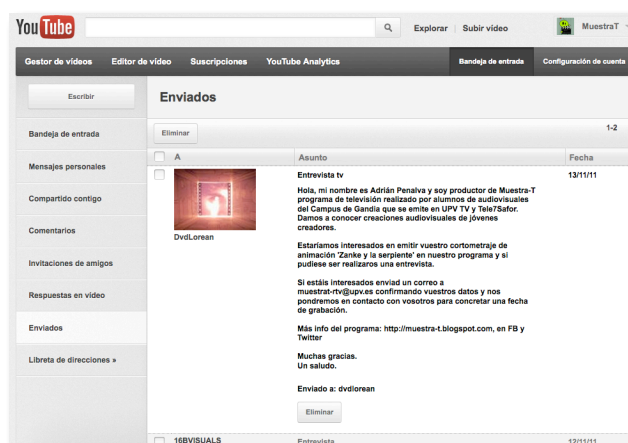 YouTube
Explorar | Subir vídeo
MuestraT
Gestor de vídeos Editor de vídeo Suscripciones YouTube Analytics Bandeja de entrada Configuración de cuenta
Escribir
Enviados
Bandeja de entrada
Eliminar
1-2
A Asunto Fecha
Mensajes personales
Compartido contigo
Comentarios
Invitaciones de amigos
Respuestas en vídeo
Enviados
Libreta de direcciones »
DvdLorean
Entrevista tv 13/11/11
Hola, mi nombre es Adrián Penalva y soy productor de Muestra-T
programa de televisión realizado por alumnos de audiovisuales
del Campus de Gandia que se emite en UPV TV y Tele7Safor.
Damos a conocer creaciones audiovisuales de jóvenes
creadores.
Estaríamos interesados en emitir vuestro cortometraje de
animación 'Zanke y la serpiente' en nuestro programa y si
pudiese ser realizaros una entrevista.
Si estáis interesados enviad un correo a
muestrat-rtv@upv.es confirmando vuestros datos y nos
pondremos en contacto con vosotros para concretar una fecha
de grabación.
Más info del programa: http://muestra-t.blogspot.com, en FB y
Twitter
Muchas gracias.
Un saludo.
Enviado a: dvdlorean
Eliminar
16BVISUALS Entrevista 12/11/11